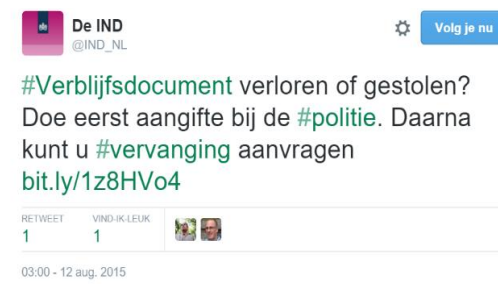 De IND
@IND_NL
Volg je nu
#Verblijfsdocument verloren of gestolen?
Doe eerst aangifte bij de #politie. Daarna
kunt u #vervanging aanvragen
bit.ly/1z8HVo4
RETWEET VIND-IK-LEUK
1 1
03:00 - 12 aug. 2015